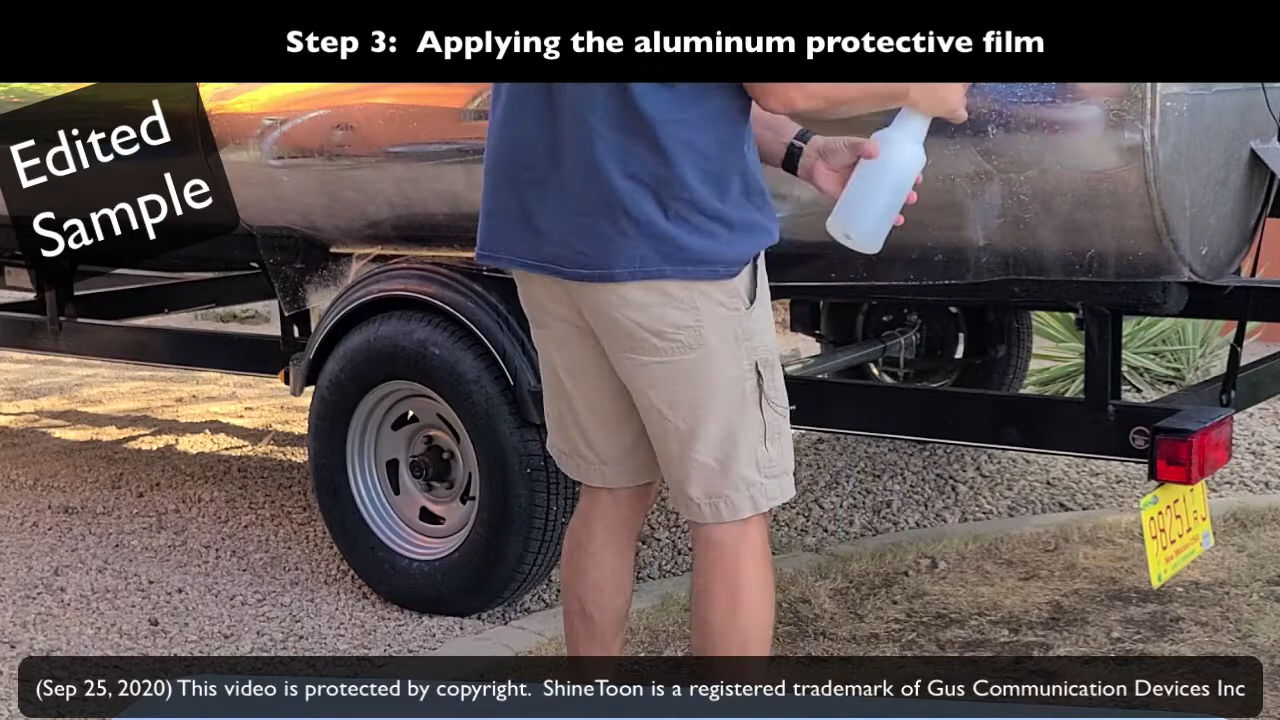 Step 3:  Applying the aluminum protective film
Edited
Sample
98251
(Sep 25, 2020) This video is protected by copyright.  ShineToon is a registered trademark of Gus Communication Devices Inc